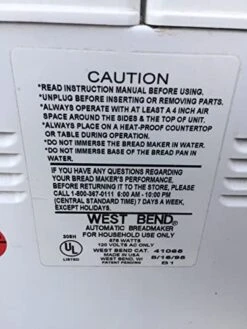 CAUTION
*READ INSTRUCTION MANUAL BEFORE USING.
*UNPLUG BEFORE INSERTING OR REMOVING PARTS.
*ALWAYS OPERATE WITH AT LEAST A 4 INCH AIR
SPACE AROUND THE SIDES & THE TOP OF UNIT.
*ALWAYS PLACE ON A HEAT-PROOF COUNTERTOP
OR TABLE DURING OPERATION.
*DO NOT IMMERSE THE BREAD MAKER IN WATER.
*DO NOT IMMERSE BASE OF THE BREAD PAN IN
WATER.
IF YOU HAVE ANY QUESTIONS REGARDING
YOUR BREAD MAKER'S PERFORMANCE,
BEFORE RETURNING IT TO THE STORE, PLEASE
CALL 1-800-367-0111 6:00 AM - 10:00 PM
(CENTRAL STANDARD TIME) 7 DAYS A WEEK,
EXCEPT HOLIDAYS.
WEST BEND®
AUTOMATIC BREADMAKER
FOR HOUSEHOLD USE ONLY
120 VOLTS AC ONLY
UL
LISTED
WEST BEND CAT.
MADE IN USA
WEST BEND, WI
PATENT PENDING